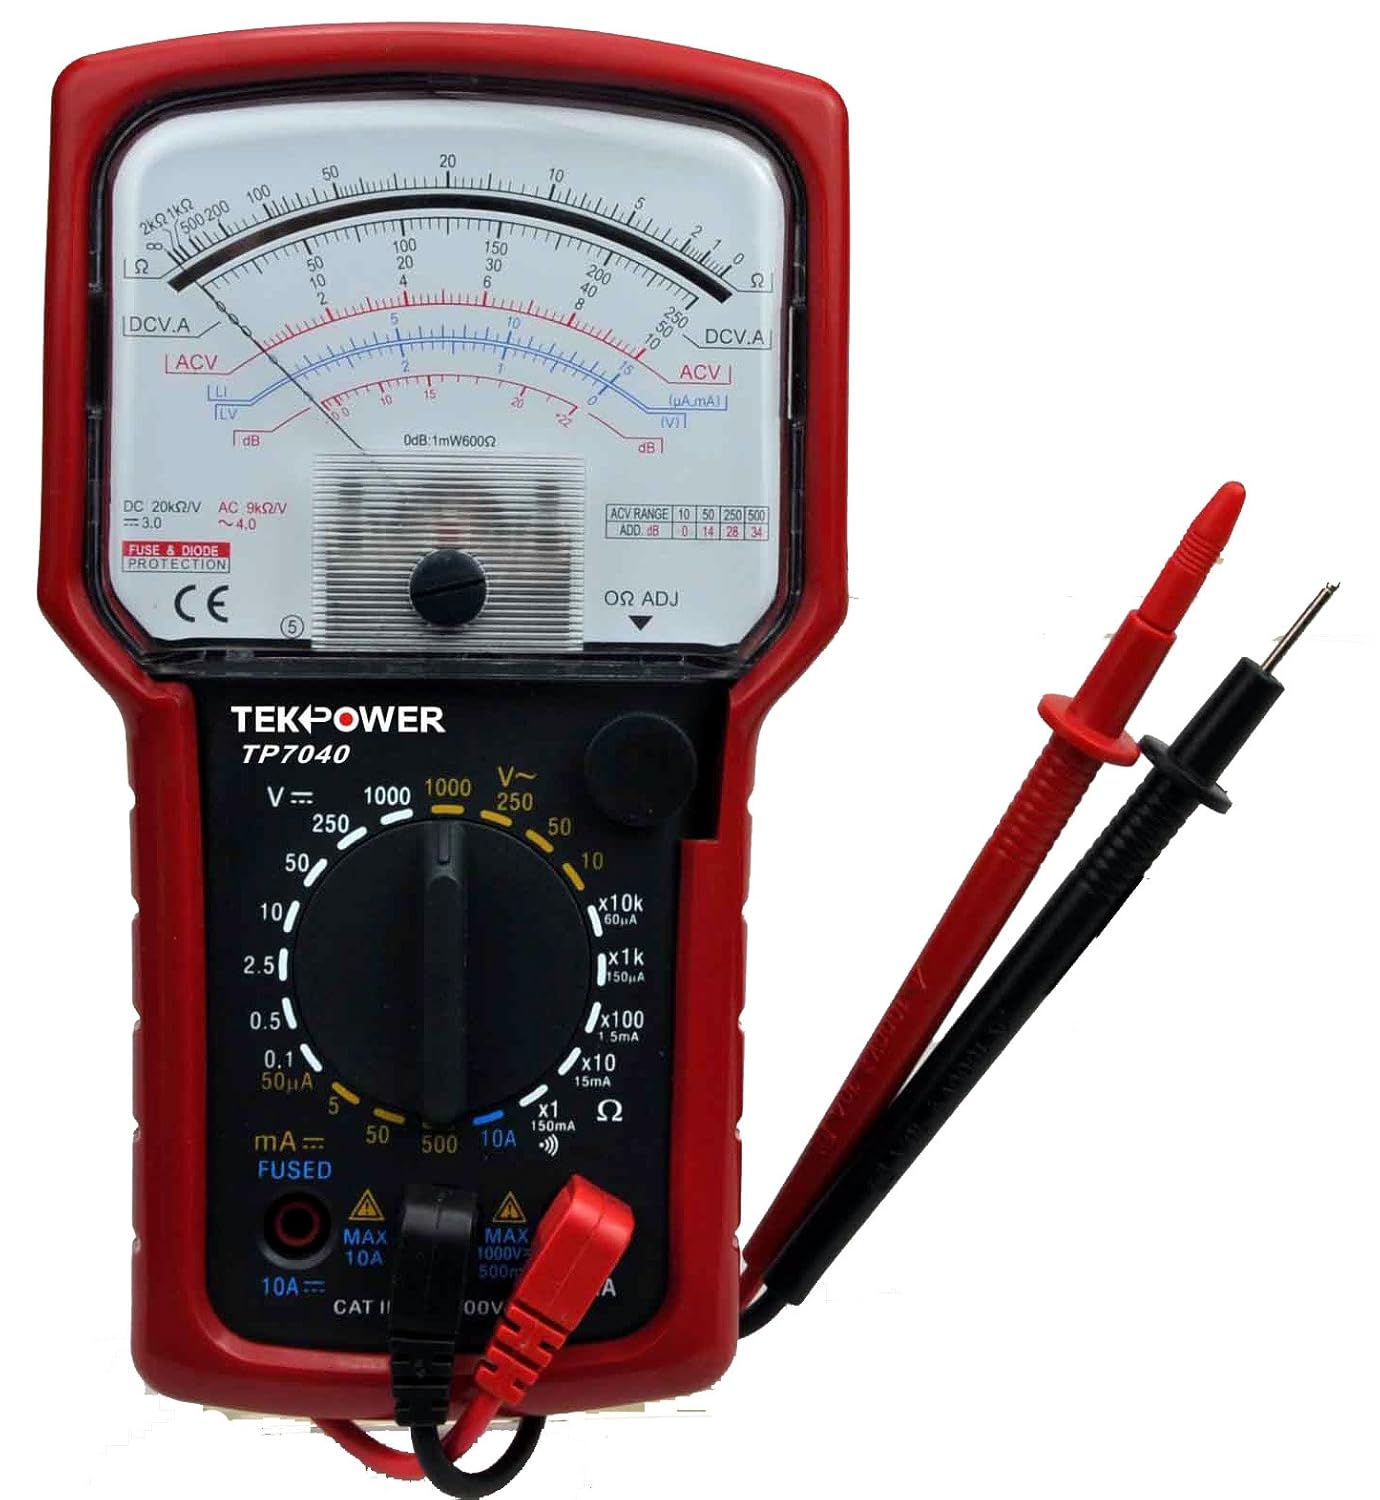 20
50 10
100 5
2kΩ 1kΩ 500 200 2 1 0
∞
Ω Ω
50 100 150 200 250
10 20 30 40 50
2 4 6 8 10
DCV.A DCV.A
ACV ACV
5 10 15
LI (µA,mA)
2 1 0
LV (V)
0 10 15 20 +22
dB dB
0dB:1mW600Ω
DC 20kΩ/V AC 9kΩ/V
3.0 ~4.0
FUSE & DIODE
PROTECTION
ACV RANGE 10 50 250 500
ADD. dB 0 14 28 34
CE
5
OΩ ADJ
TEKPOWER
TP7040
V⎓ 1000 1000 V~
250 250
50 50
10 10
2.5 x10k
60µA
0.5 x1k
150µA
0.1 x100
50µA 1.5mA
5 x10
15mA
50 x1 Ω
150mA
mA⎓ 500 10A
FUSED
MAX MAX
10A 1000V
10A⎓
CAT